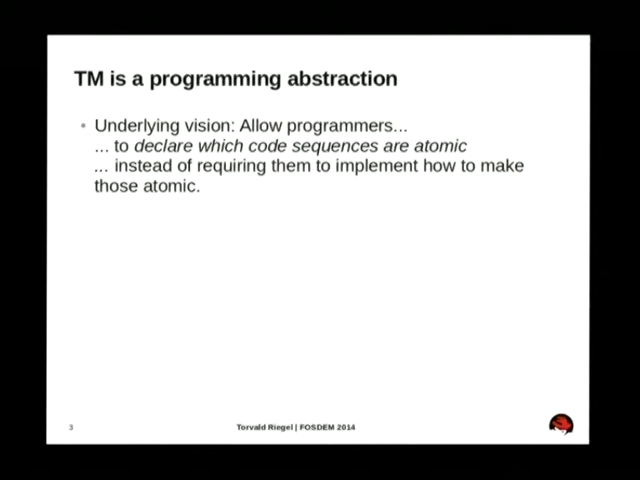 TM is a programming abstraction
Underlying vision: Allow programmers...
... to declare which code sequences are atomic
... instead of requiring them to implement how to make
those atomic.
3
Torvald Riegel | FOSDEM 2014